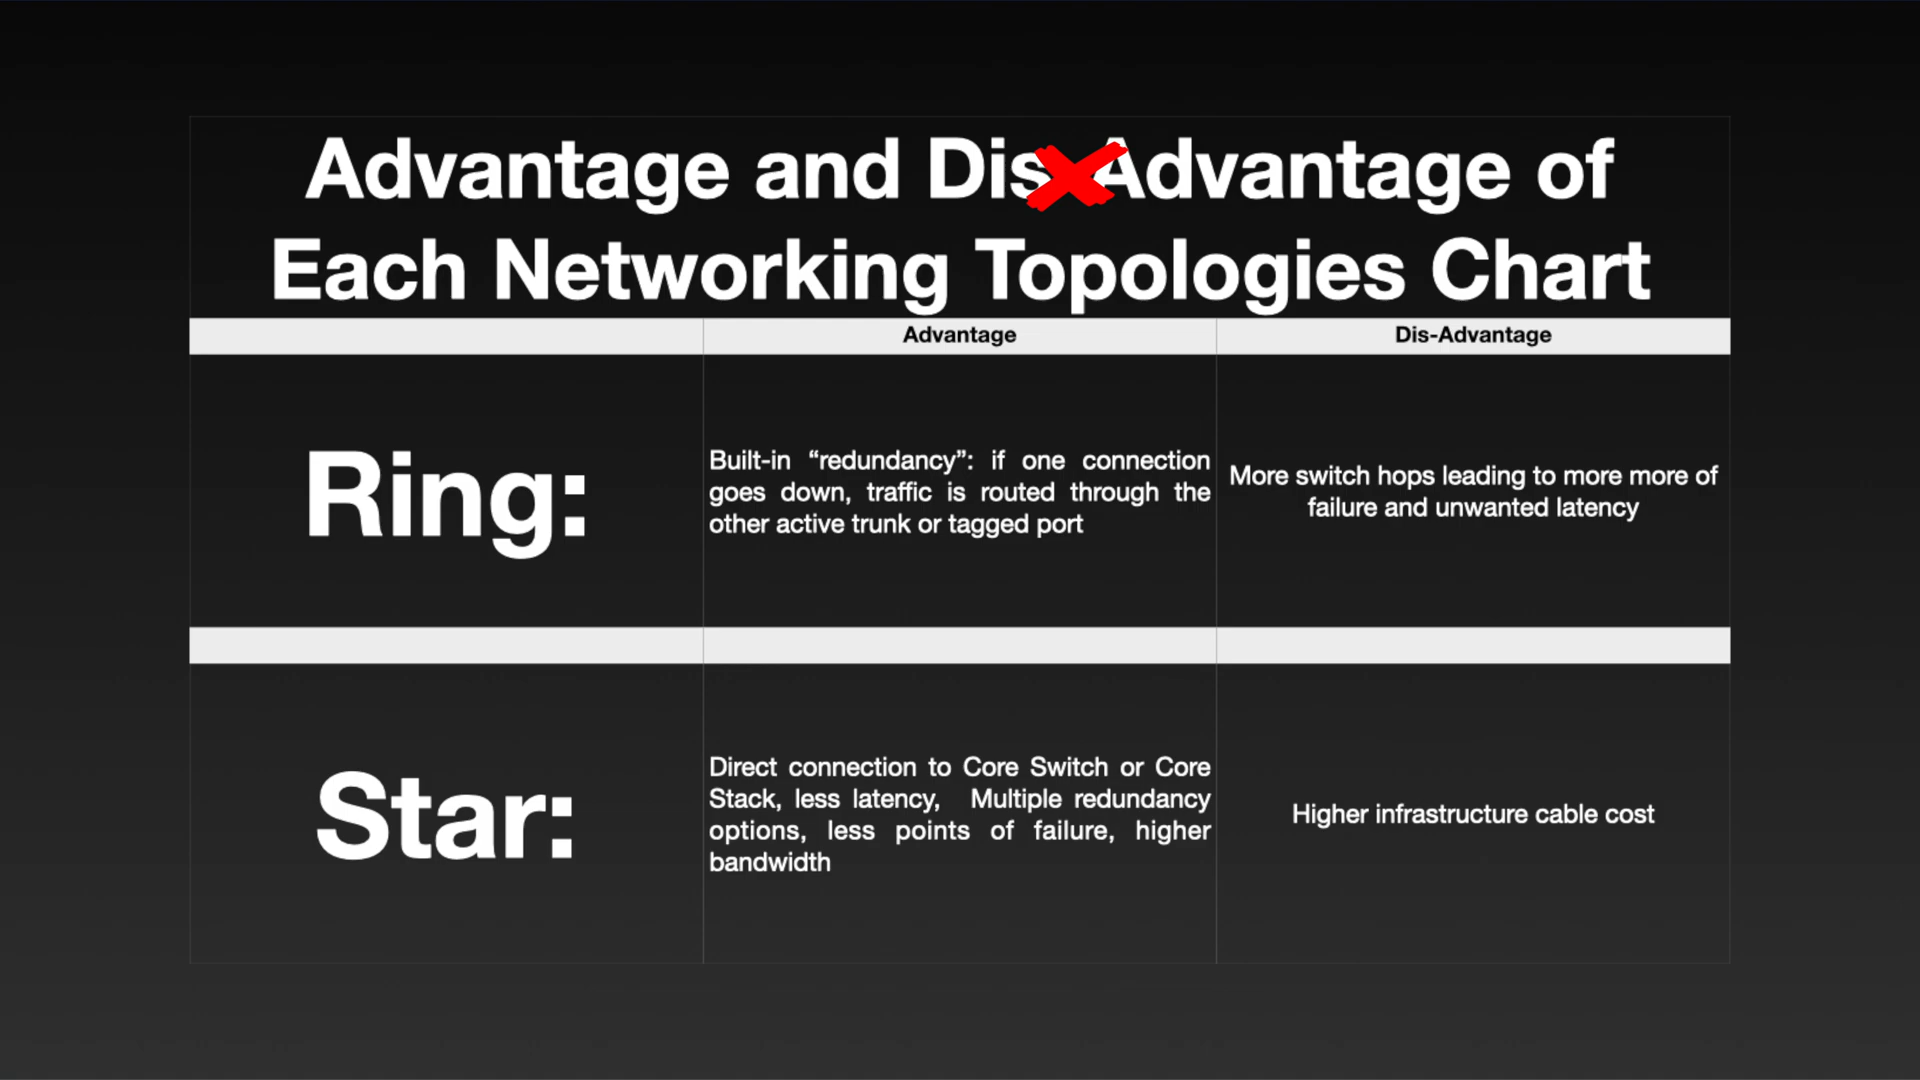 Advantage and Dis Advantage of
Each Networking Topologies Chart
Advantage
Dis-Advantage
Ring:
Built-in “redundancy”: if one connection
goes down, traffic is routed through the
other active trunk or tagged port
More switch hops leading to more more of
failure and unwanted latency
Star:
Direct connection to Core Switch or Core
Stack, less latency, Multiple redundancy
options, less points of failure, higher
bandwidth
Higher infrastructure cable cost